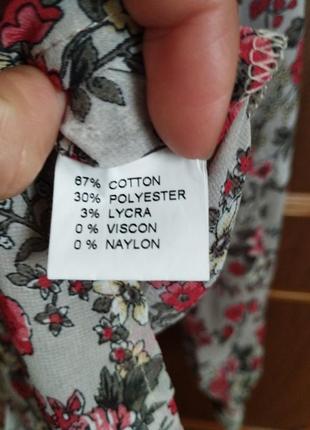 67% COTTON
30% POLYESTER
3% LYCRA
0 % VISCON
0 % NAYLON